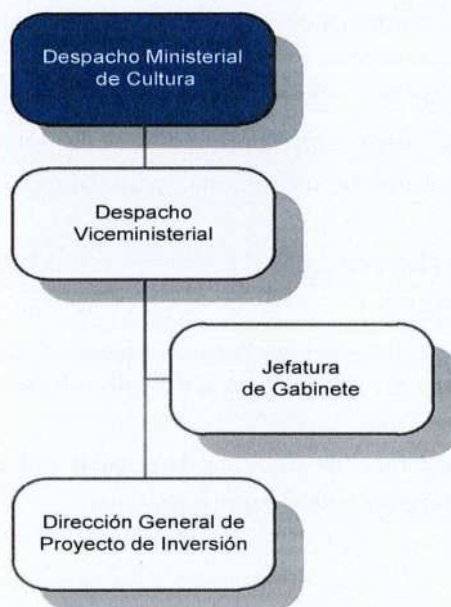 Despacho Ministerial
de Cultura
Despacho
Viceministerial
Jefatura
de Gabinete
Dirección General de
Proyecto de Inversión